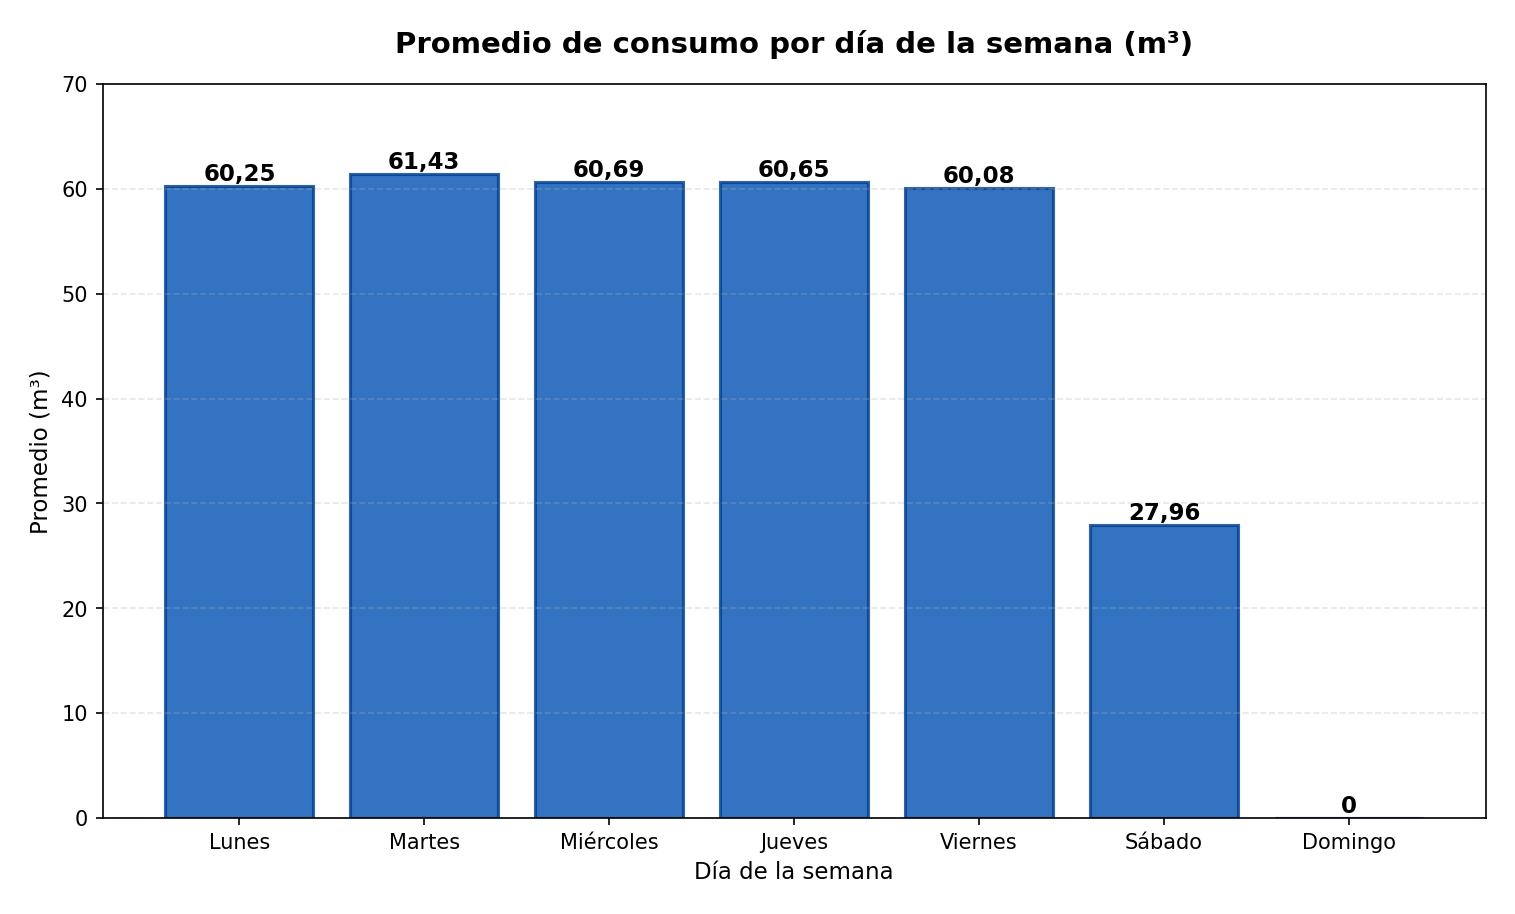 Promedio de consumo por día de la semana (m³)
70
60
50
40
30
20
10
0
Promedio (m³)
60,25
61,43
60,69
60,65
60,08
27,96
0
Lunes
Martes
Miércoles
Jueves
Viernes
Sábado
Domingo
Día de la semana